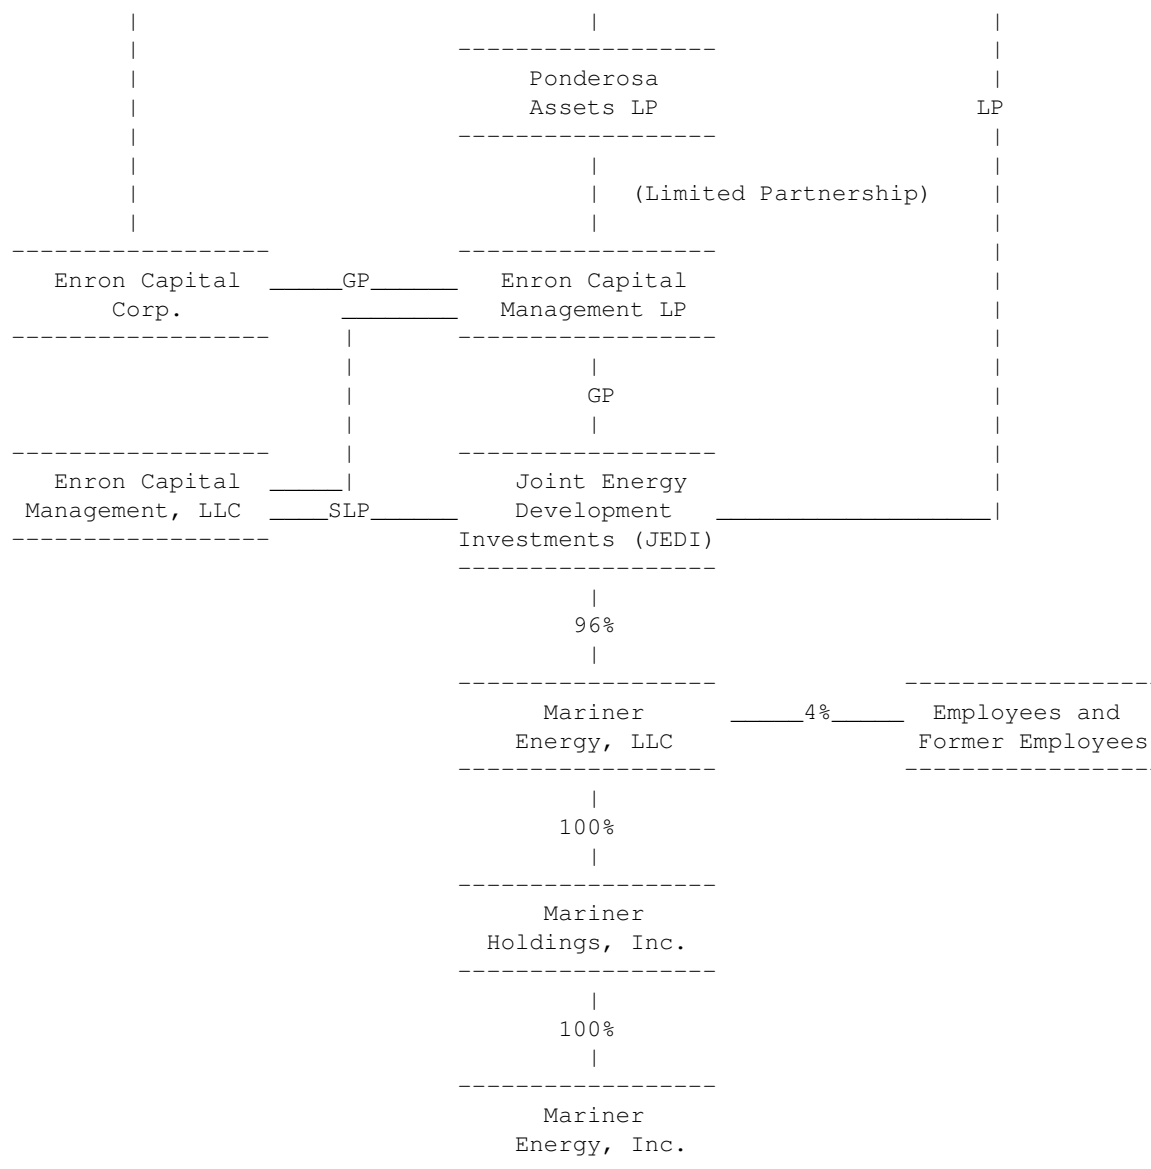 Ponderosa
Assets LP LP
(Limited Partnership)
Enron Capital GP Enron Capital
Corp. Management LP
GP
Enron Capital Joint Energy
Management, LLC SLP Development
Investments (JEDI)
96%
Mariner 4% Employees and
Energy, LLC Former Employees
100%
Mariner
Holdings, Inc.
100%
Mariner
Energy, Inc.